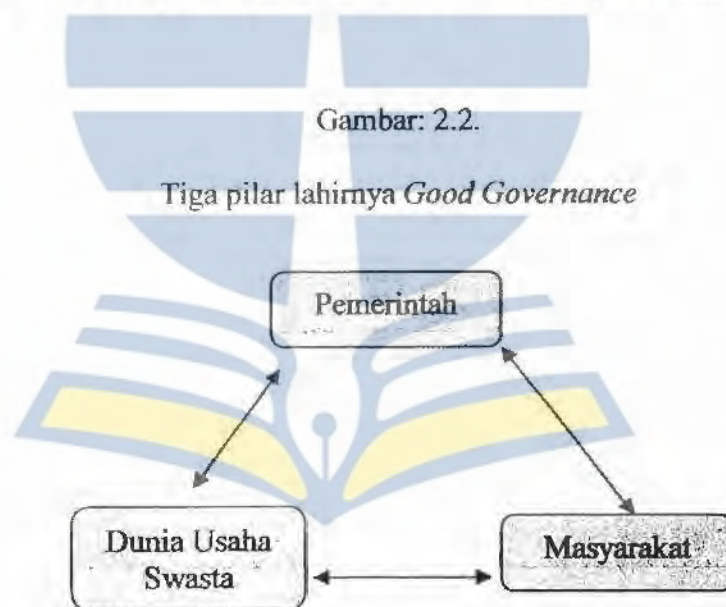 Gambar: 2.2.
Tiga pilar lahirnya Good Governance
Pemerintah
Dunia Usaha
Swasta
Masyarakat